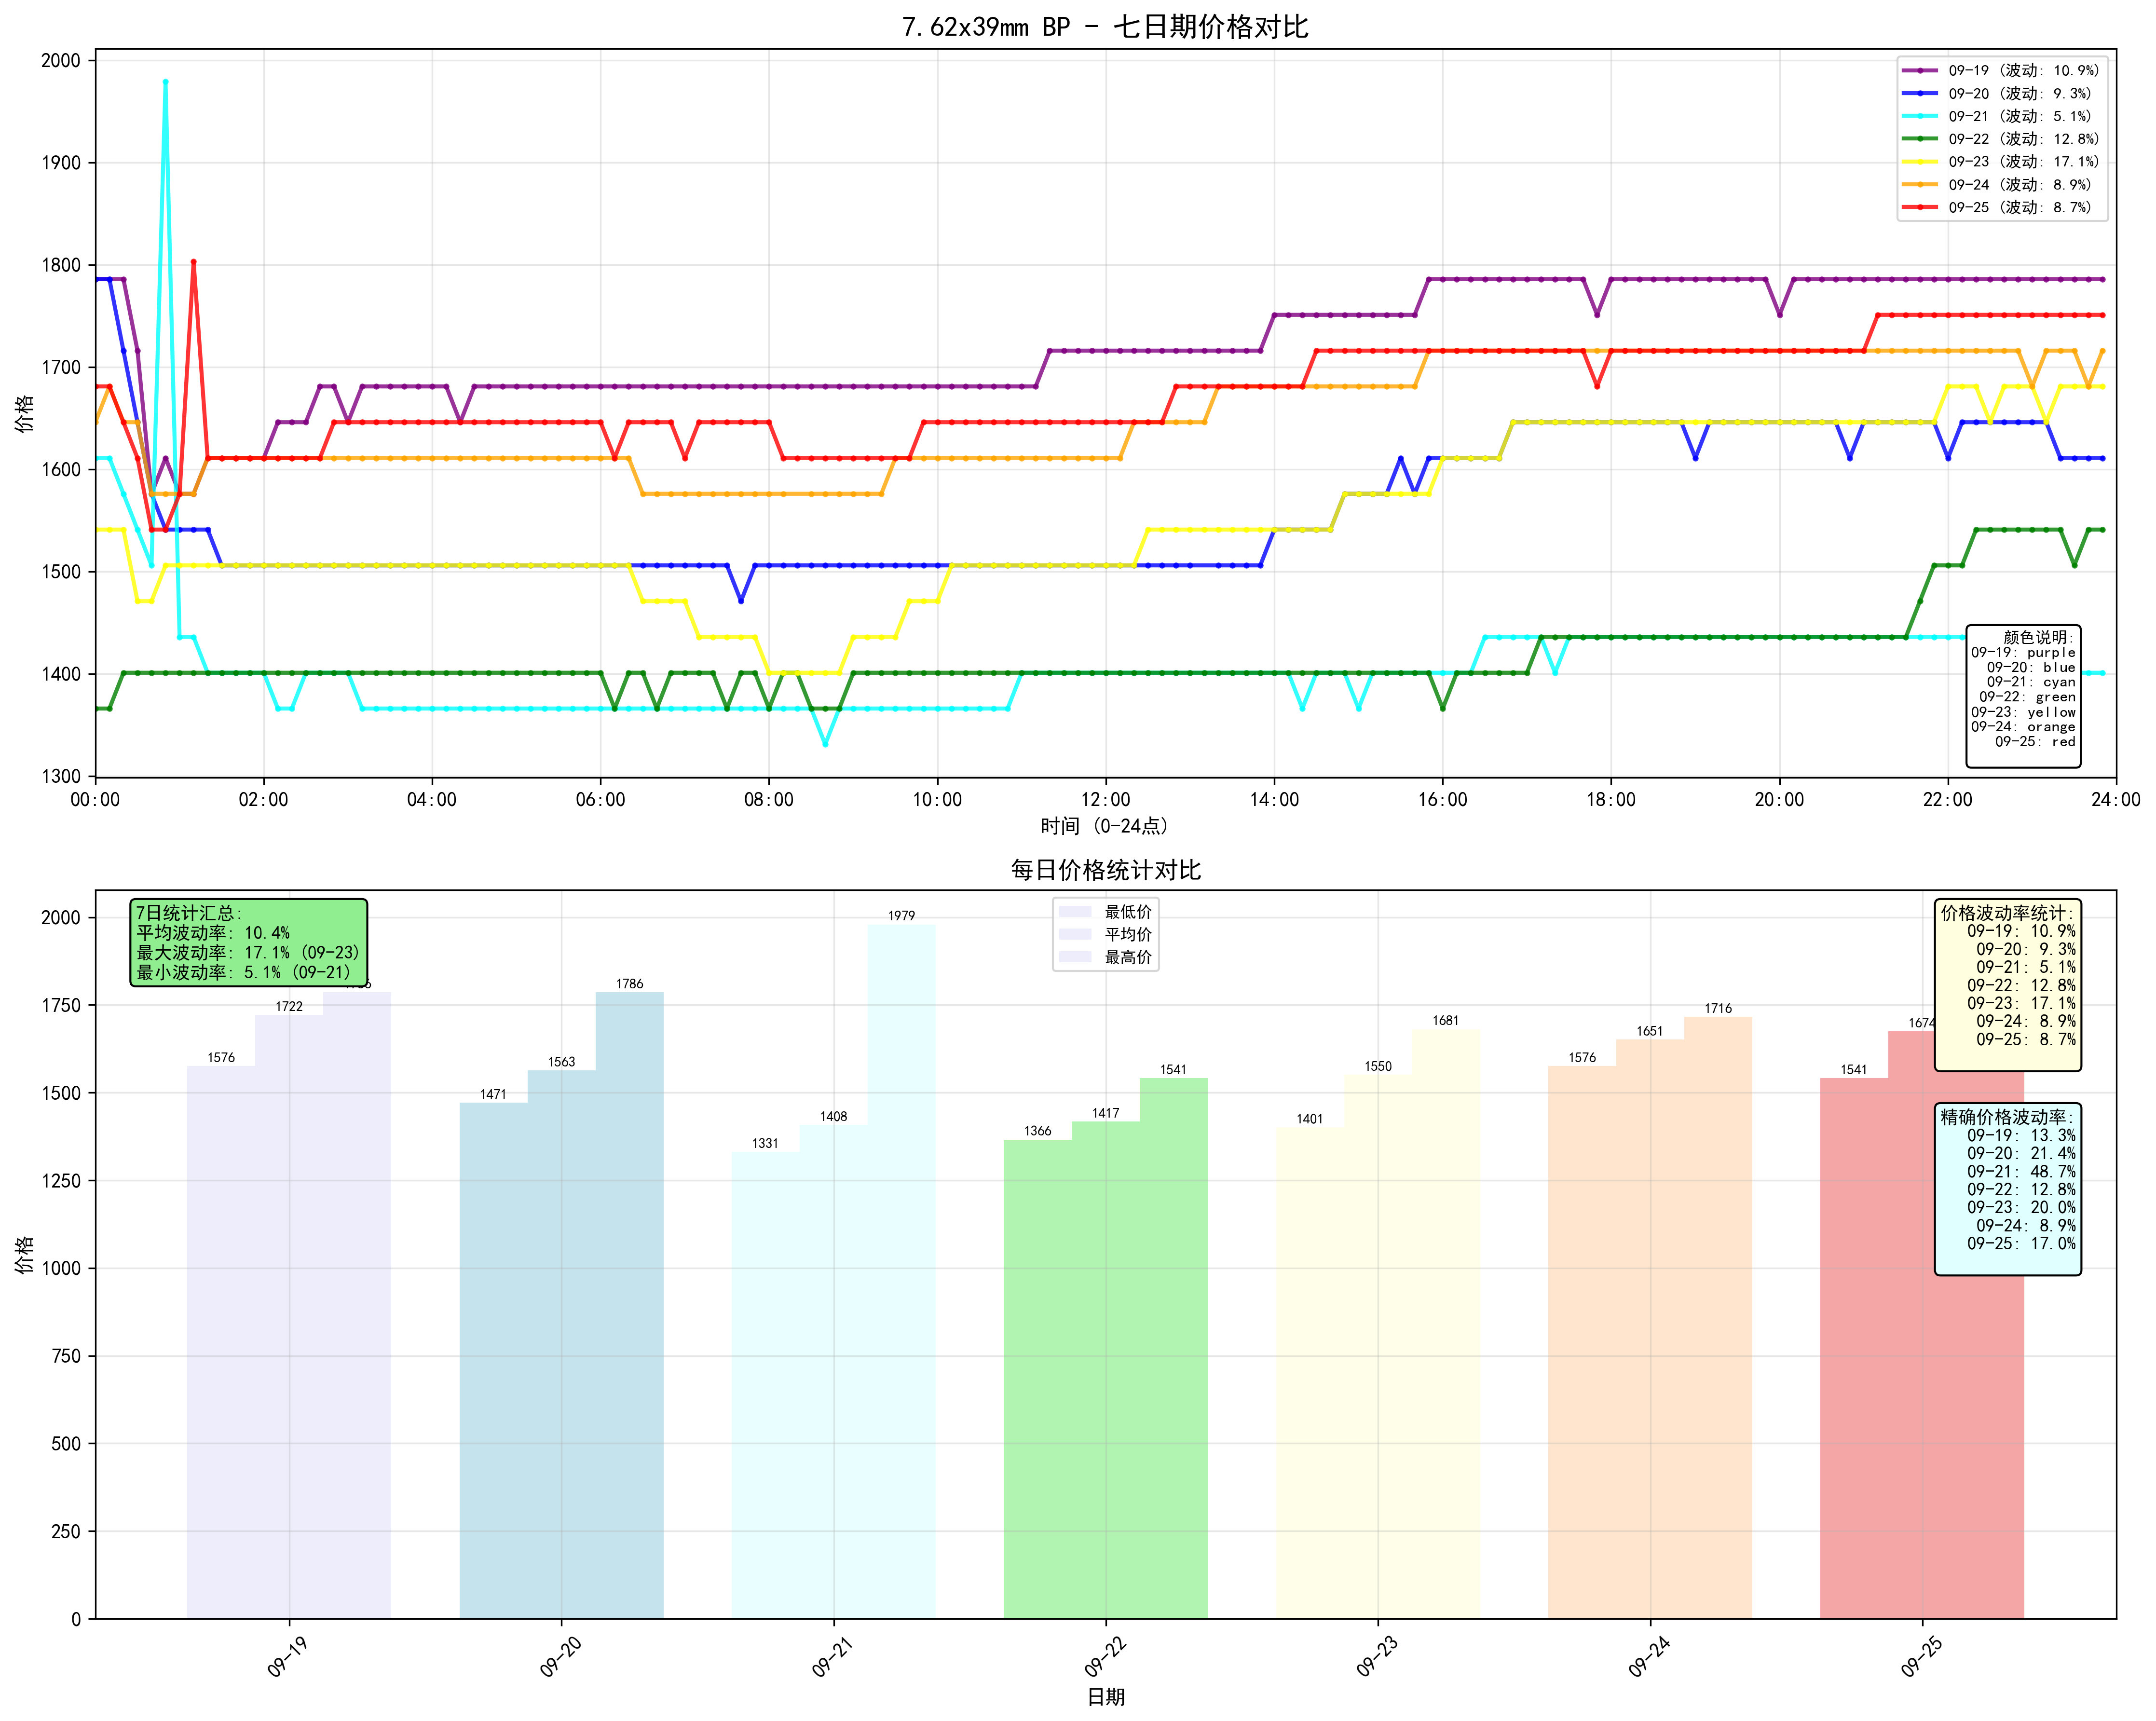 7.62x39mm BP - 七日期价格对比
价格
2000
1900
1800
1700
1600
1500
1400
1300
09-19 (波动: 10.9%)
09-20 (波动: 9.3%)
09-21 (波动: 5.1%)
09-22 (波动: 12.8%)
09-23 (波动: 17.1%)
09-24 (波动: 8.9%)
09-25 (波动: 8.7%)
颜色说明:
09-19: purple
09-20: blue
09-21: cyan
09-22: green
09-23: yellow
09-24: orange
09-25: red
00:00 02:00 04:00 06:00 08:00 10:00 12:00 14:00 16:00 18:00 20:00 22:00 24:00
时间 (0-24点)
每日价格统计对比
价格
2000
1750
1500
1250
1000
750
500
250
0
7日统计汇总:
平均波动率: 10.4%
最大波动率: 17.1% (09-23)
最小波动率: 5.1% (09-21)
最低价
平均价
最高价
价格波动率统计:
09-19: 10.9%
09-20: 9.3%
09-21: 5.1%
09-22: 12.8%
09-23: 17.1%
09-24: 8.9%
09-25: 8.7%
精确价格波动率:
09-19: 13.3%
09-20: 21.4%
09-21: 48.7%
09-22: 12.8%
09-23: 20.0%
09-24: 8.9%
09-25: 17.0%
1576 1722
1471 1563 1786
1331 1408 1979
1366 1417 1541
1401 1550 1681
1576 1651 1716
1541 1674
09-19 09-20 09-21 09-22 09-23 09-24 09-25
日期